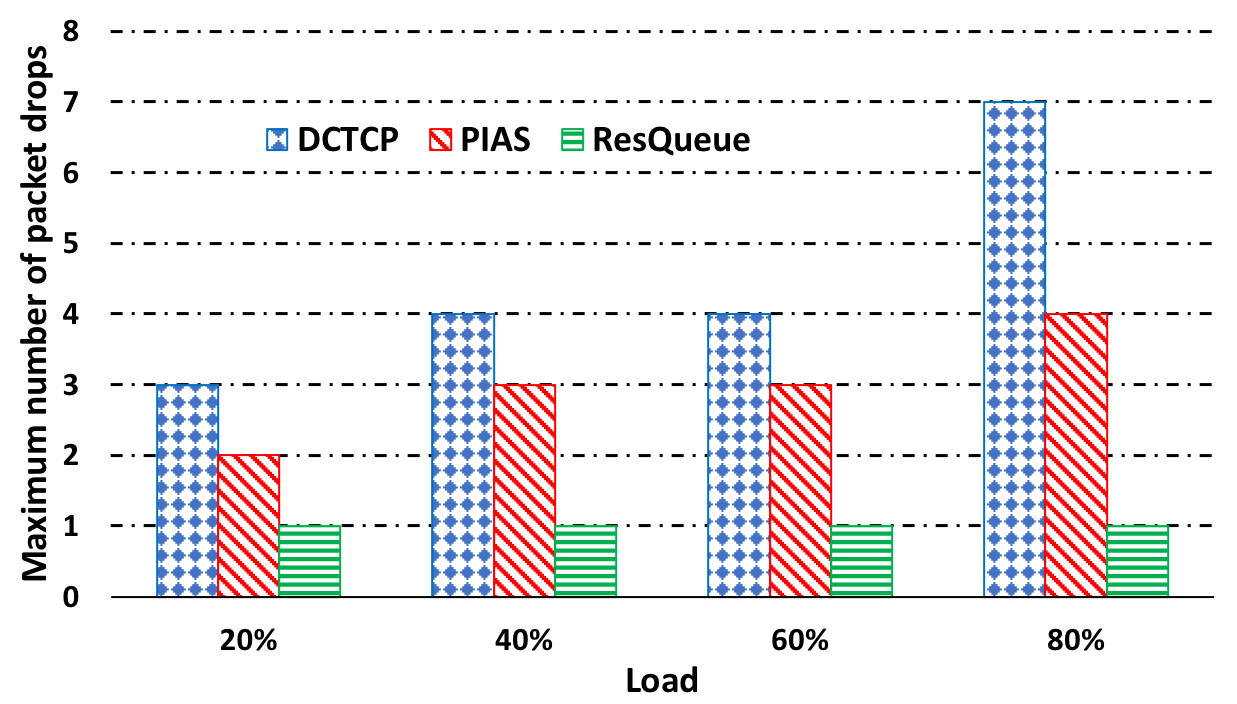 Maximum number of packet drops
8
7
6
5
4
3
2
1
0
DCTCP PIAS ResQueue
20% 40% 60% 80%
Load